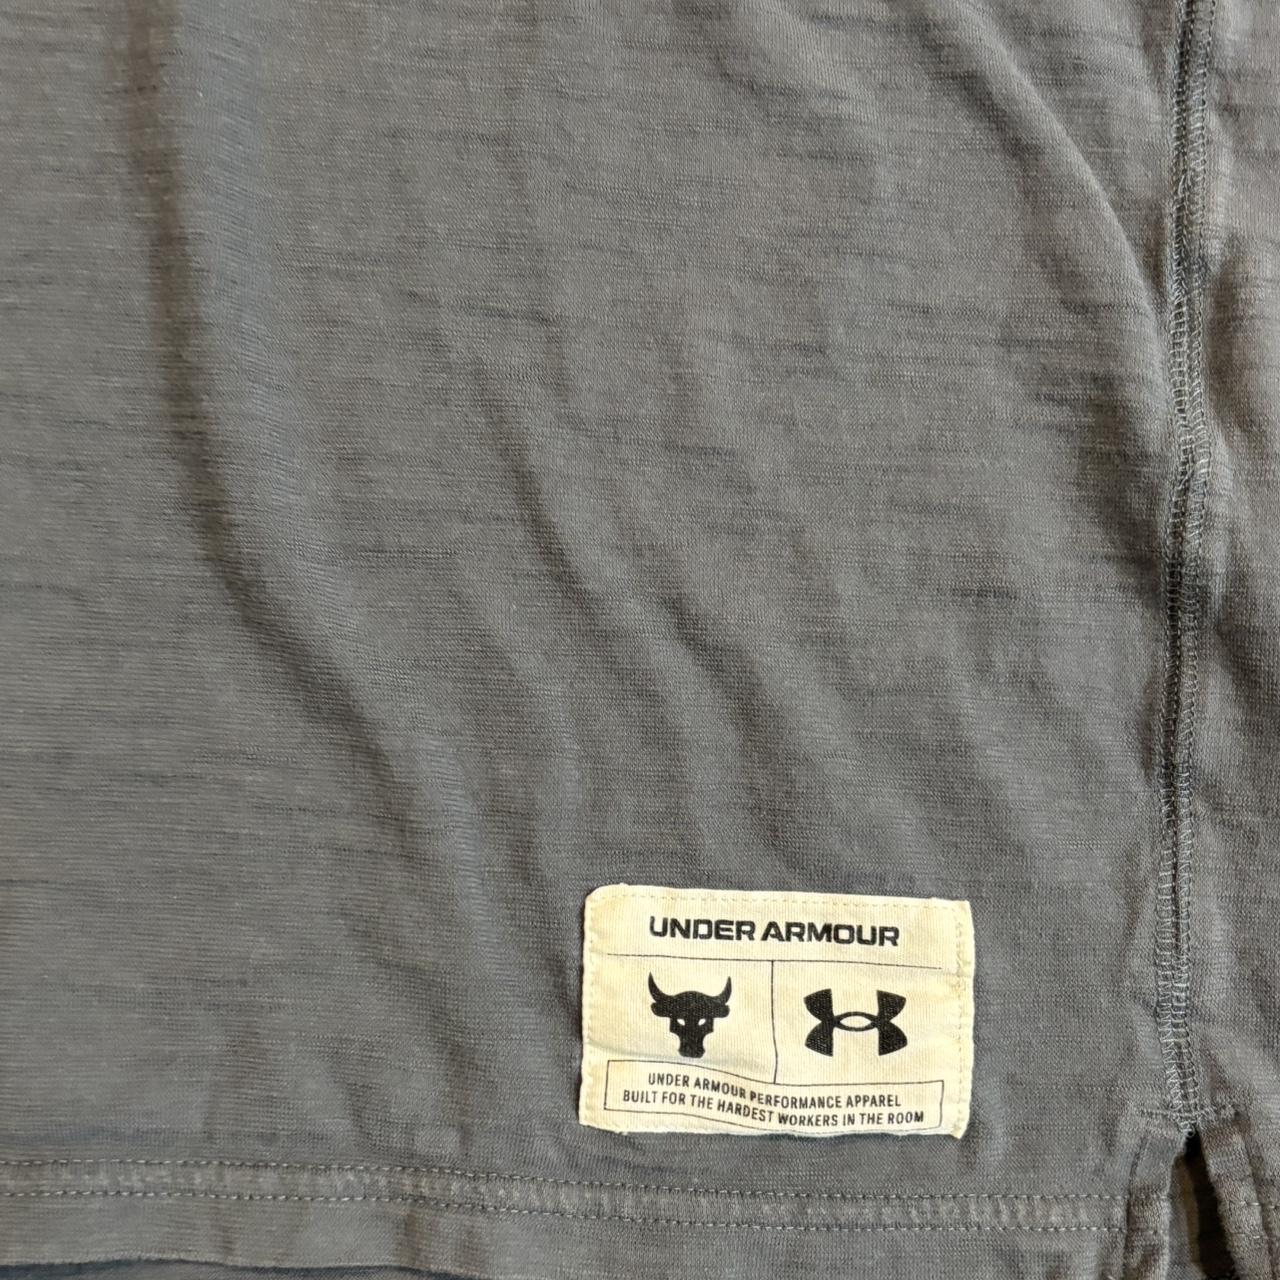 UNDER ARMOUR
UNDER ARMOUR PERFORMANCE APPAREL
BUILT FOR THE HARDEST WORKERS IN THE ROOM